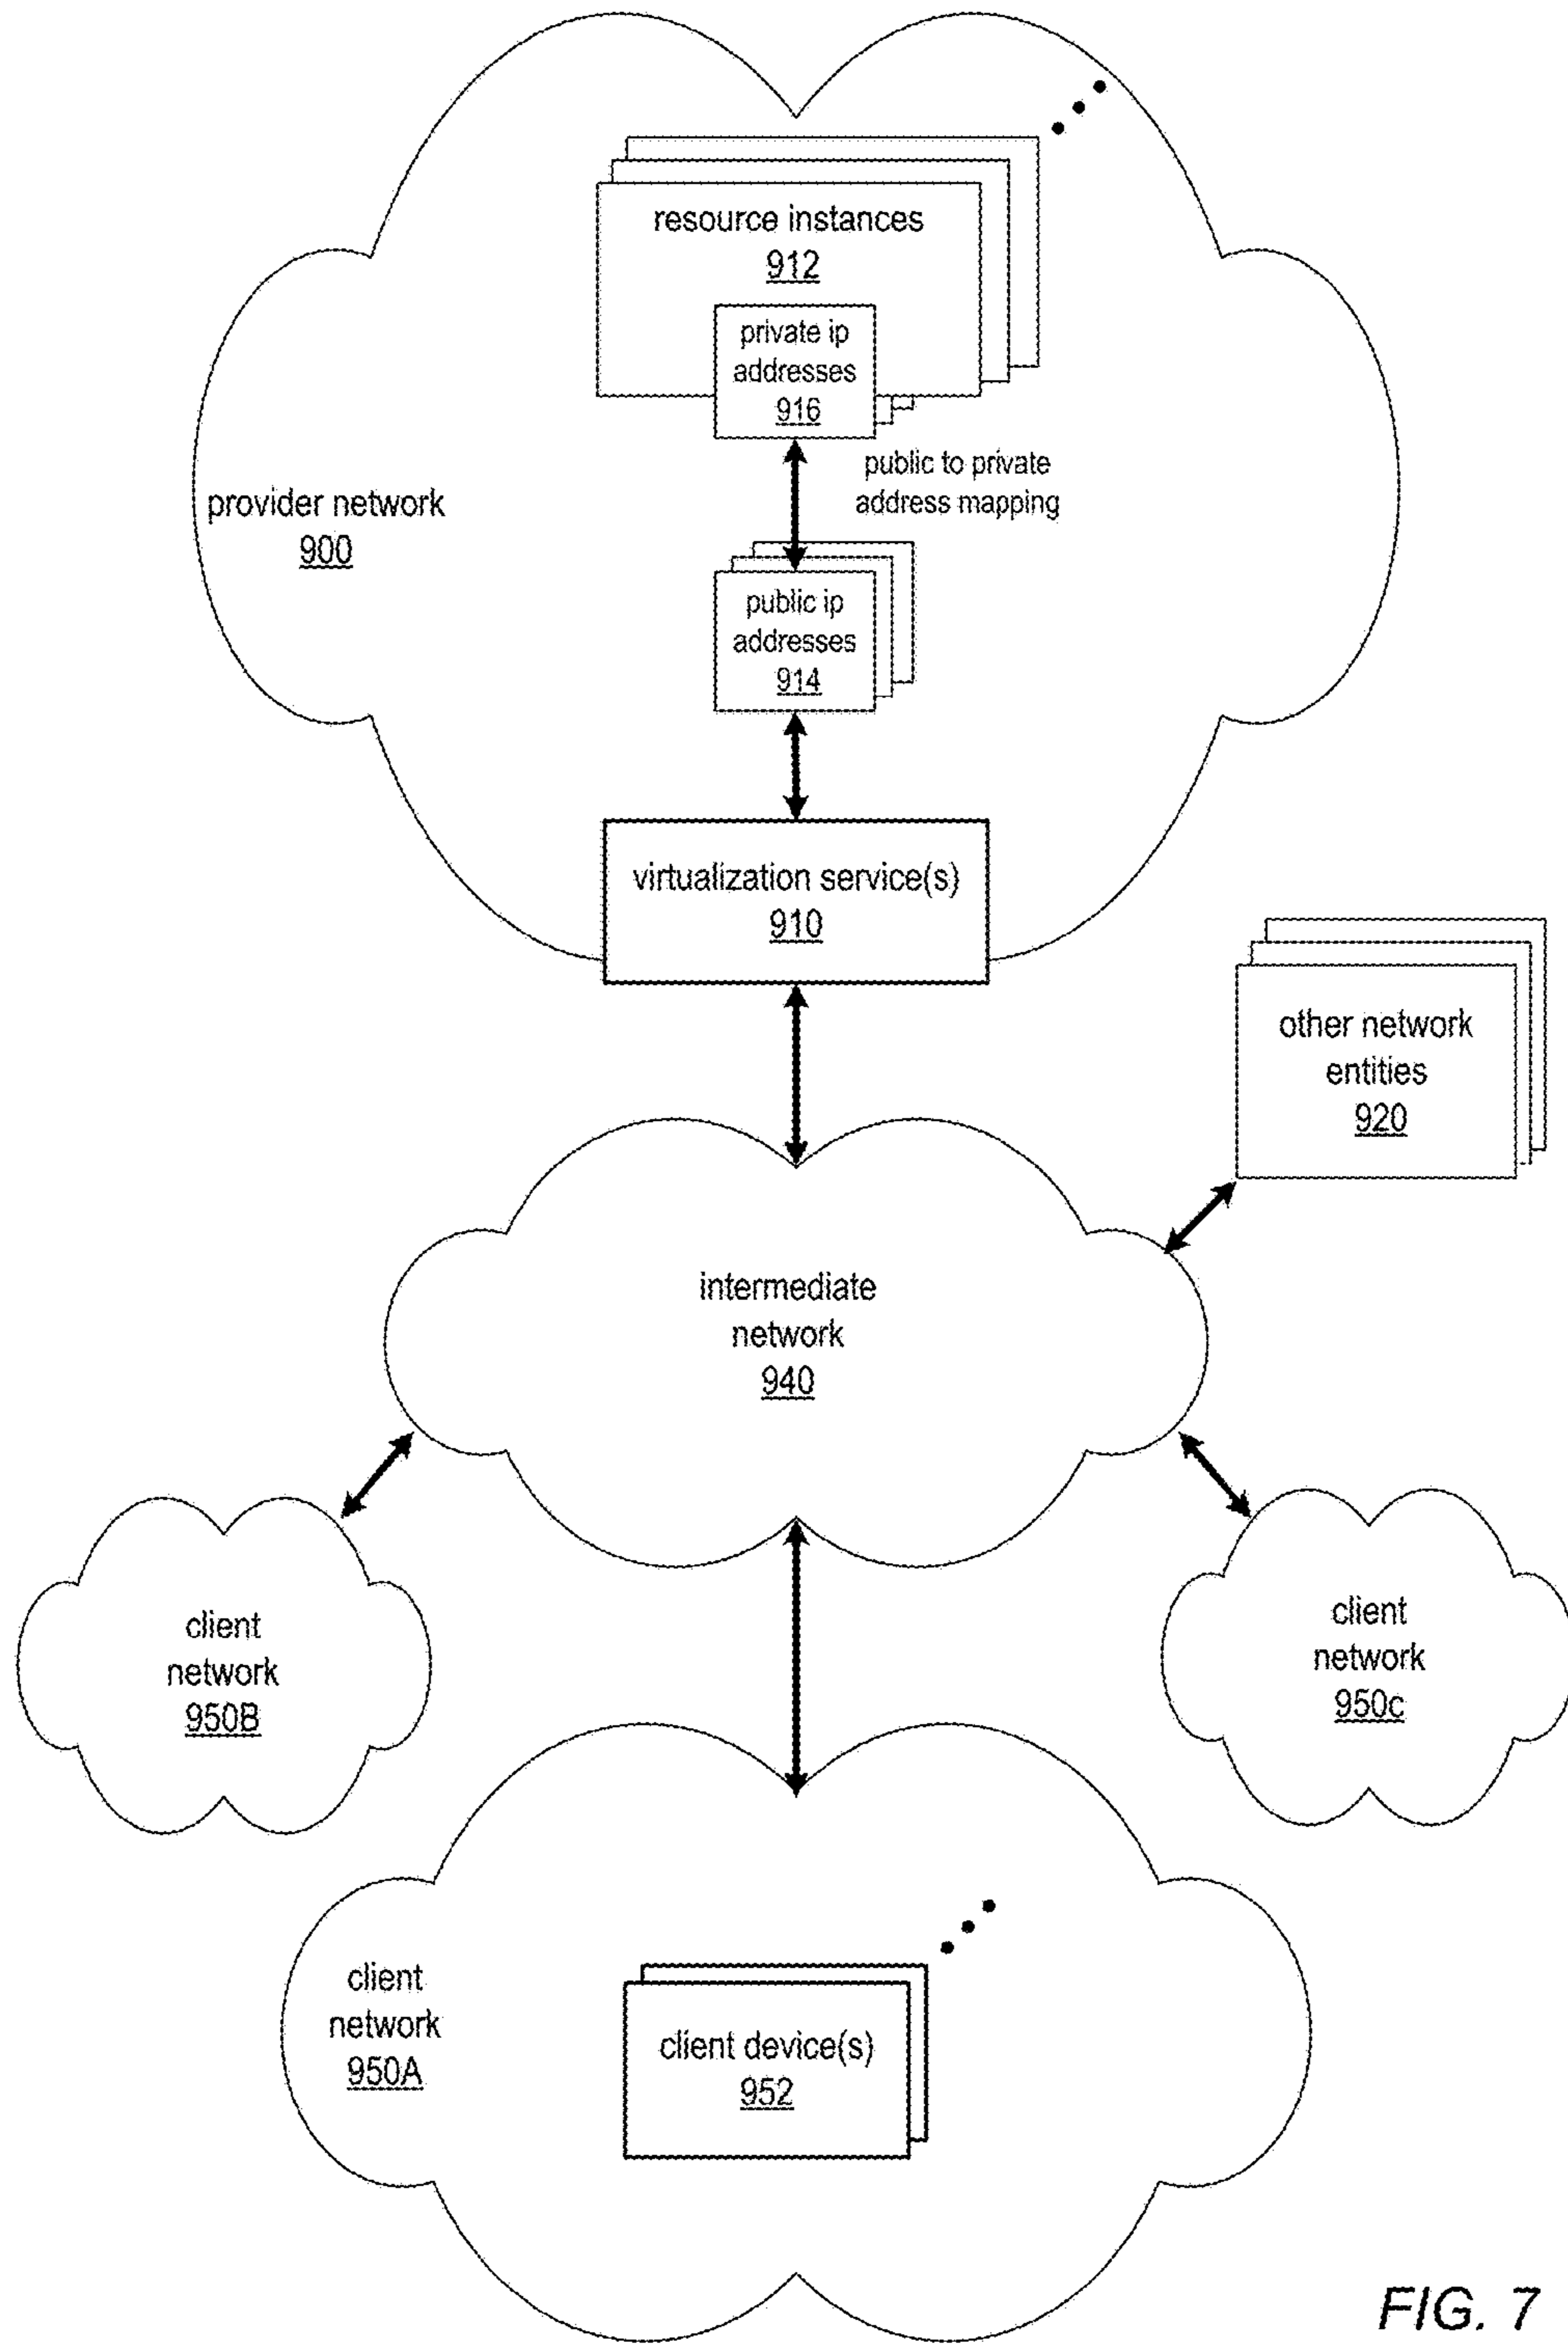 resource instances
912
private ip
addresses
916
public to private
address mapping
provider network
900
public ip
addresses
914
virtualization service(s)
910
other network
entities
920
intermediate
network
940
client
network
950B
client
network
950c
client
network
950A
client device(s)
952
FIG. 7